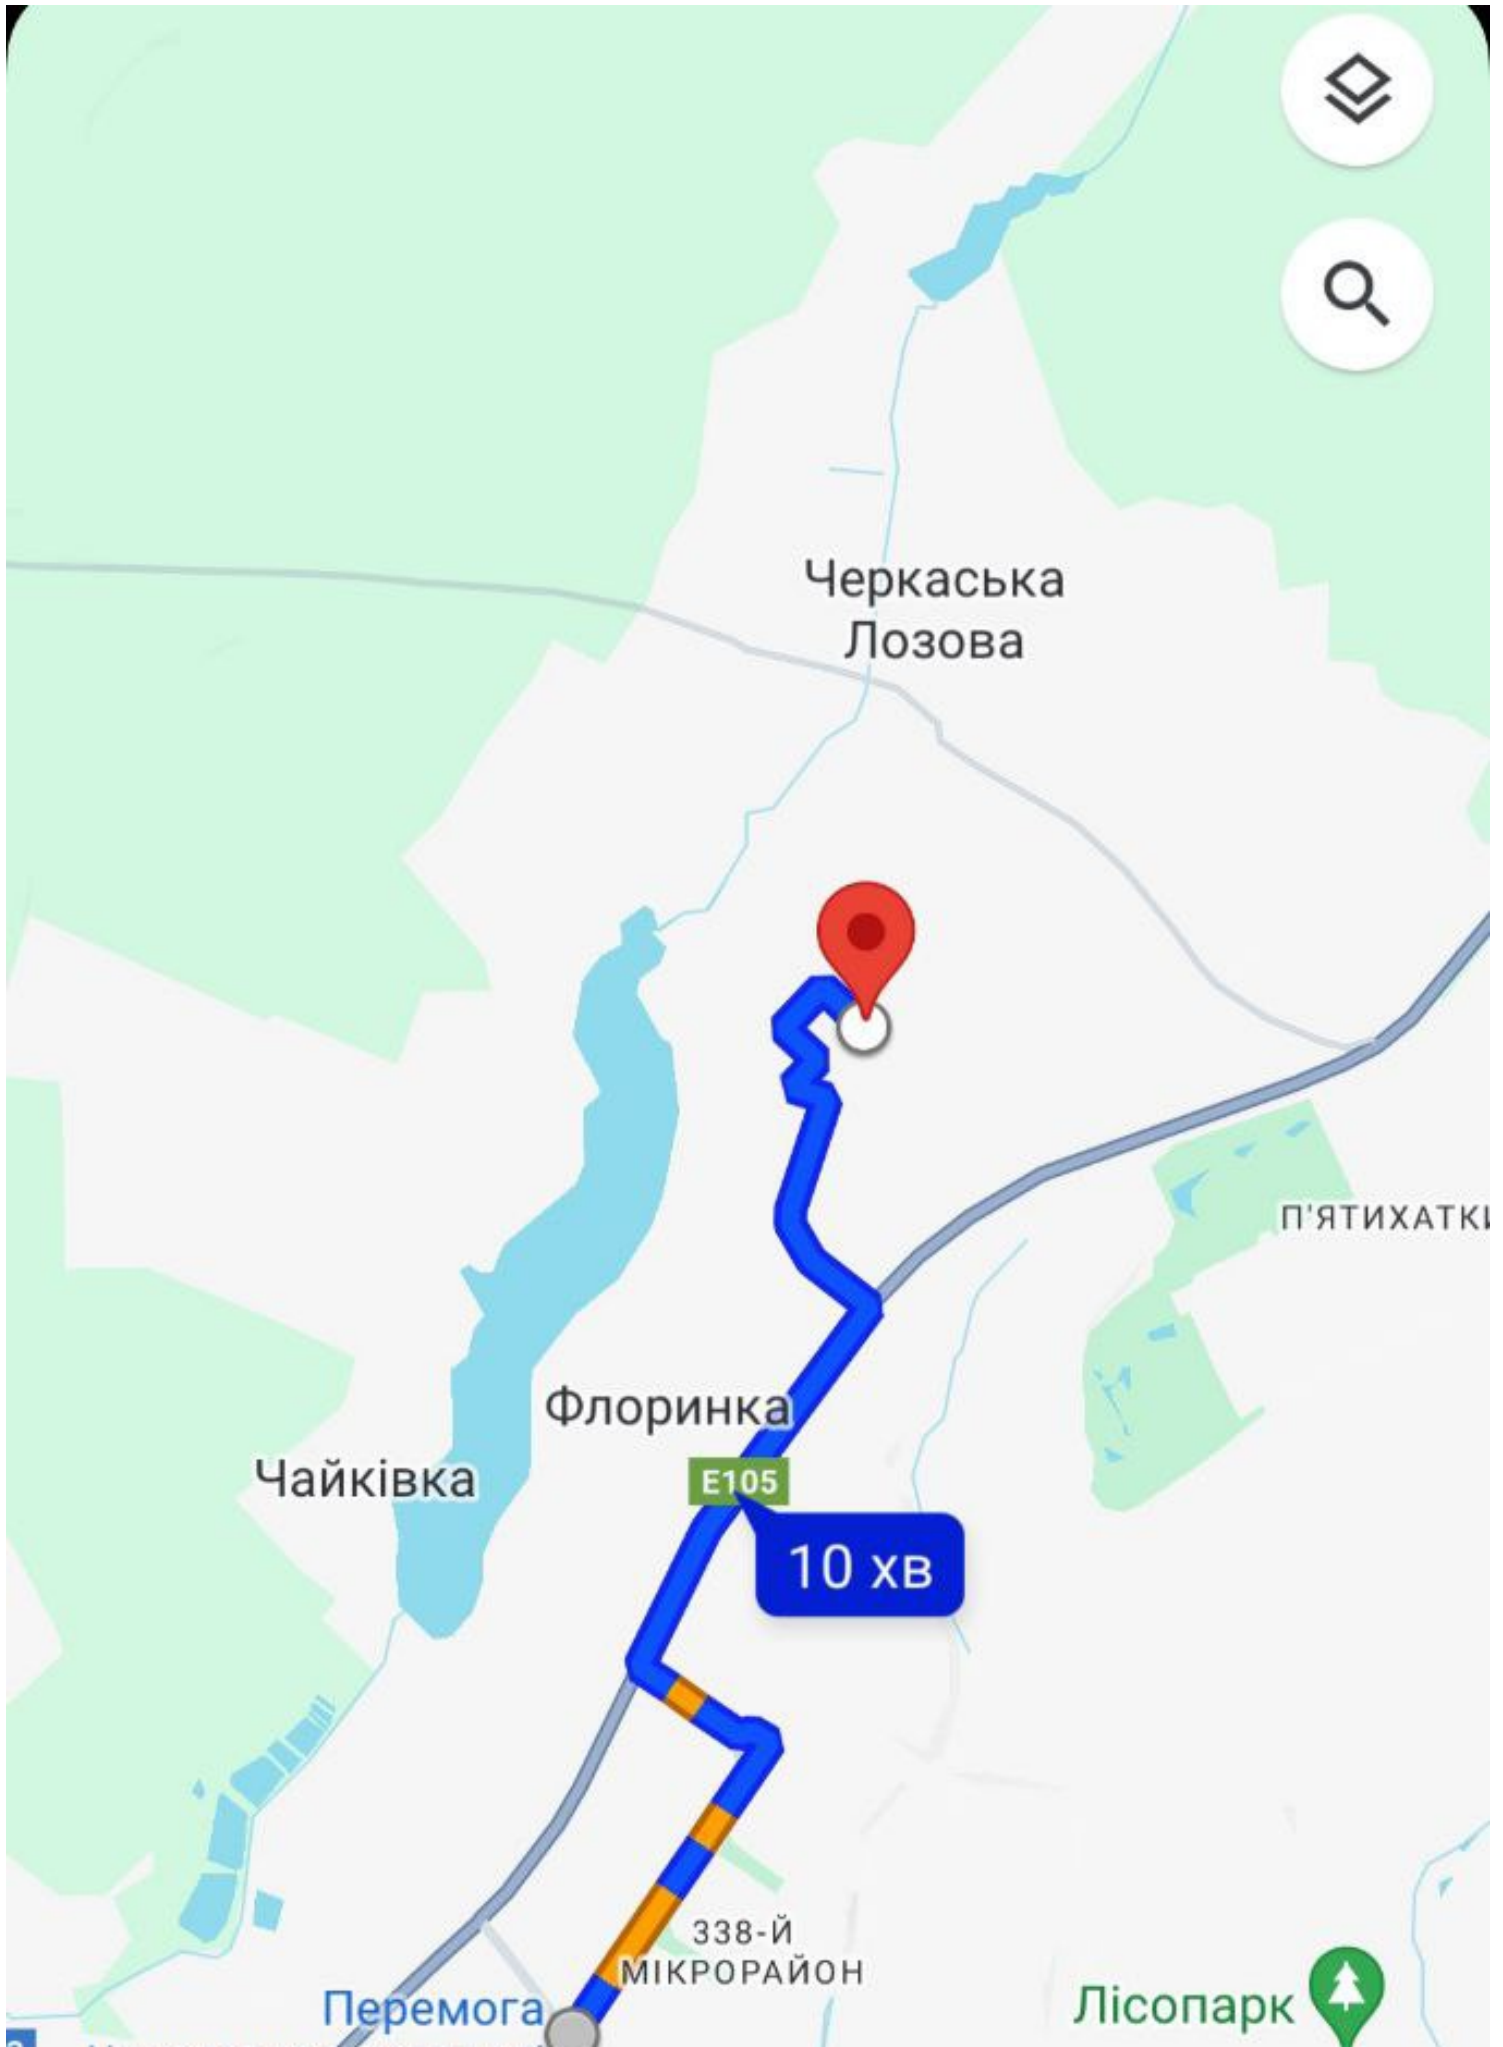 Черкаська
Лозова
П'ЯТИХАТКИ
Флоринка
Чайківка
E105
10 хв
338-Й
МІКРОРАЙОН
Перемога
Лісопарк